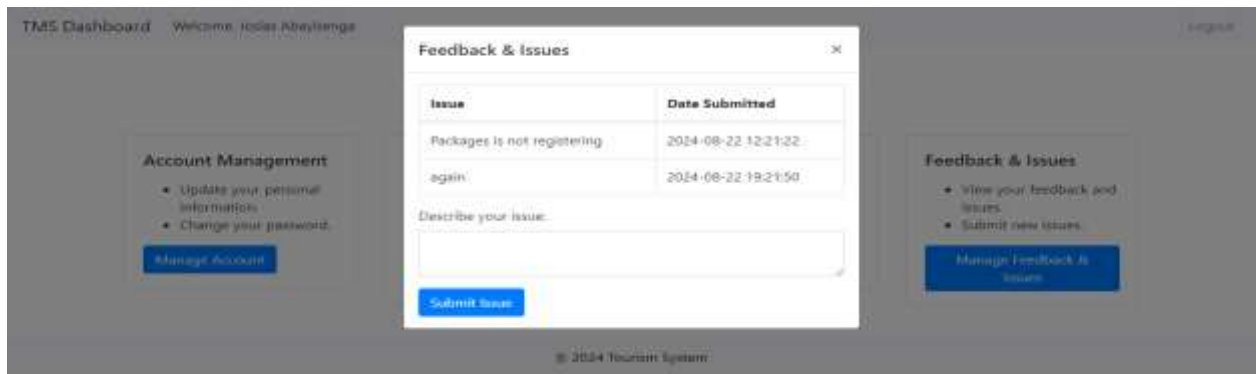 TMS Dashboard Welcome, Josias Abayisenga
Logout
Feedback & Issues ×
Issue Date Submitted
Packages is not registering 2024-08-22 12:21:22
again 2024-08-22 19:21:50
Describe your issue:
Submit Issue
Account Management
Update your personal
information.
Change your password.
Manage Account
Feedback & Issues
View your feedback and
issues.
Submit new issues.
Manage Feedback &
Issues
© 2024 Tourism System